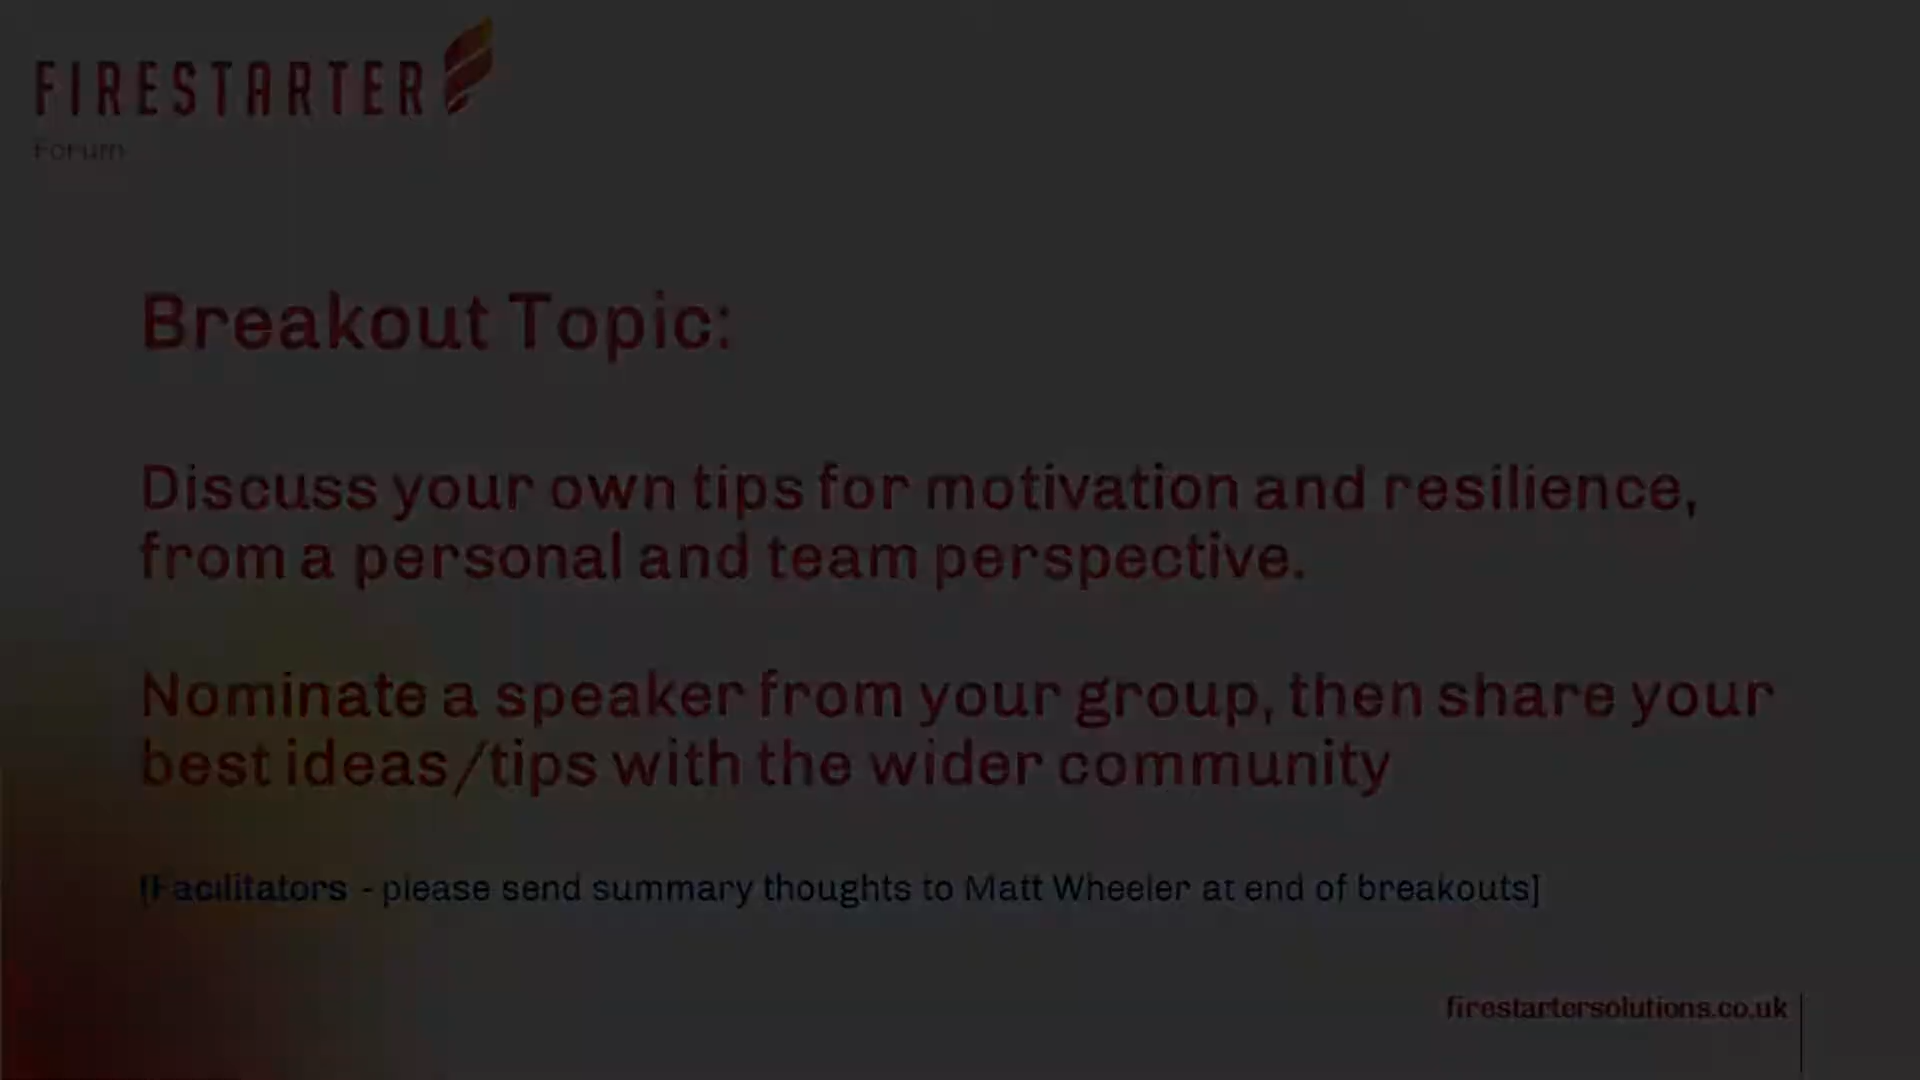 FIRESTARTER
Forum
Breakout Topic:
Discuss your own tips for motivation and resilience,
from a personal and team perspective.
Nominate a speaker from your group, then share your
best ideas/tips with the wider community
[Facilitators - please send summary thoughts to Matt Wheeler at end of breakouts]
firestartersolutions.co.uk